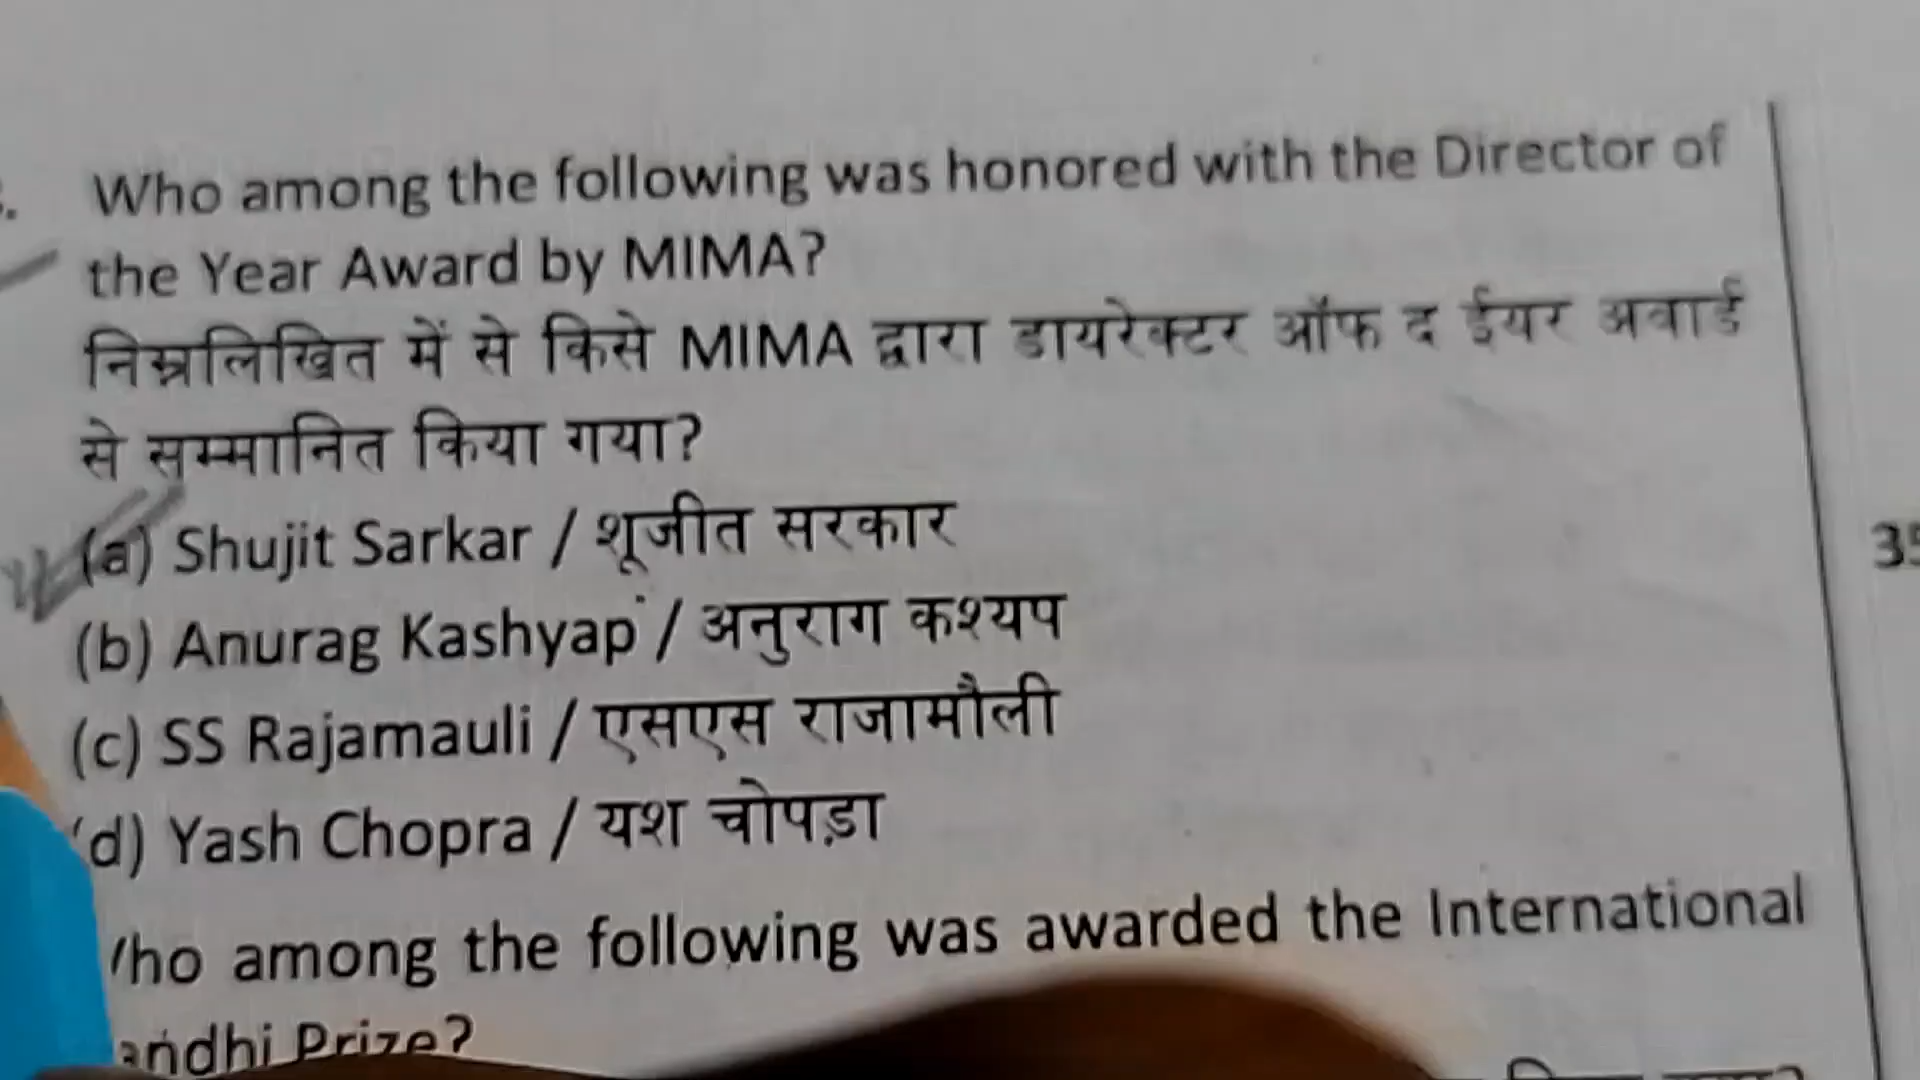 Who among the following was honored with the Director of
the Year Award by MIMA?
निम्नलिखित में से किसे MIMA द्वारा डायरेक्टर ऑफ द ईयर अवार्ड
से सम्मानित किया गया?
(a) Shujit Sarkar / शूजीत सरकार
(b) Anurag Kashyap / अनुराग कश्यप
(c) SS Rajamauli / एसएस राजामौली
(d) Yash Chopra / यश चोपड़ा
among the following was awarded the International
Prize?